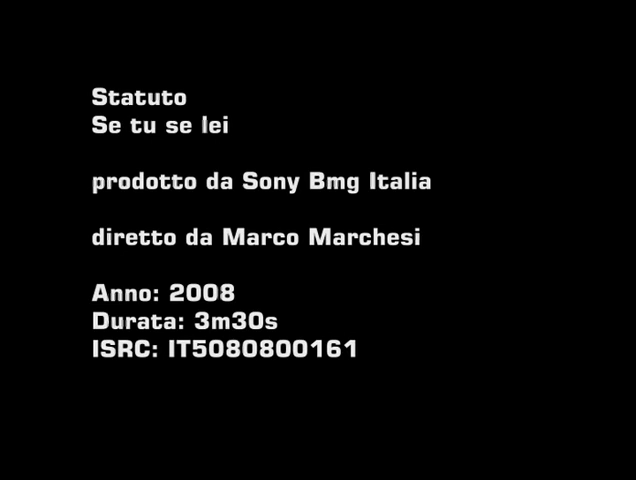 Statuto
Se tu se lei
prodotto da Sony Bmg Italia
diretto da Marco Marchesi
Anno: 2008
Durata: 3m30s
ISRC: IT5080800161